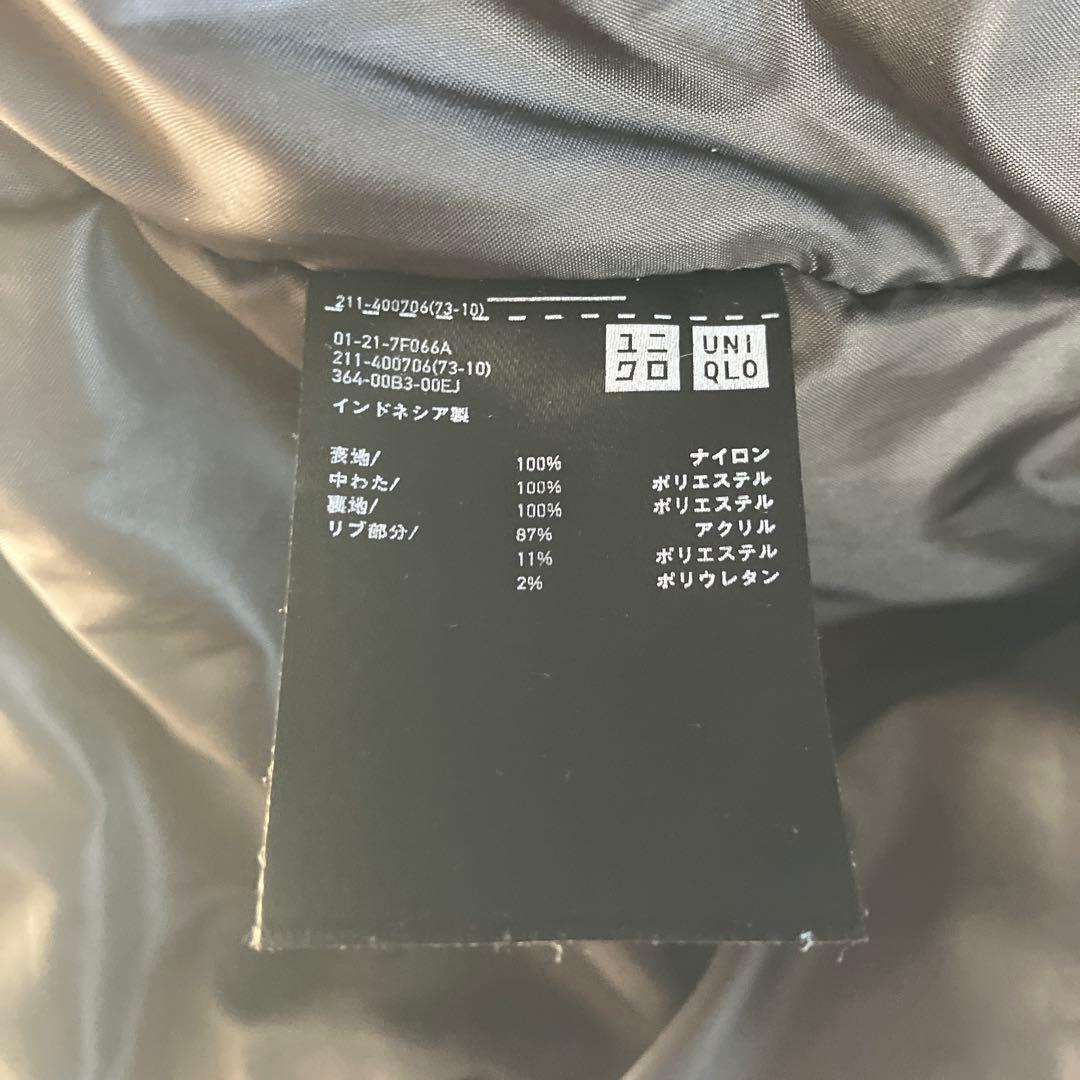 211-400706(73-10)
01-21-7F066A
211-400706(73-10)
364-00B3-00EJ
インドネシア製
ユニ
クロ
UNI
QLO
表地/ 100% ナイロン
中わた/ 100% ポリエステル
裏地/ 100% ポリエステル
リブ部分/ 87% アクリル
11% ポリエステル
2% ポリウレタン